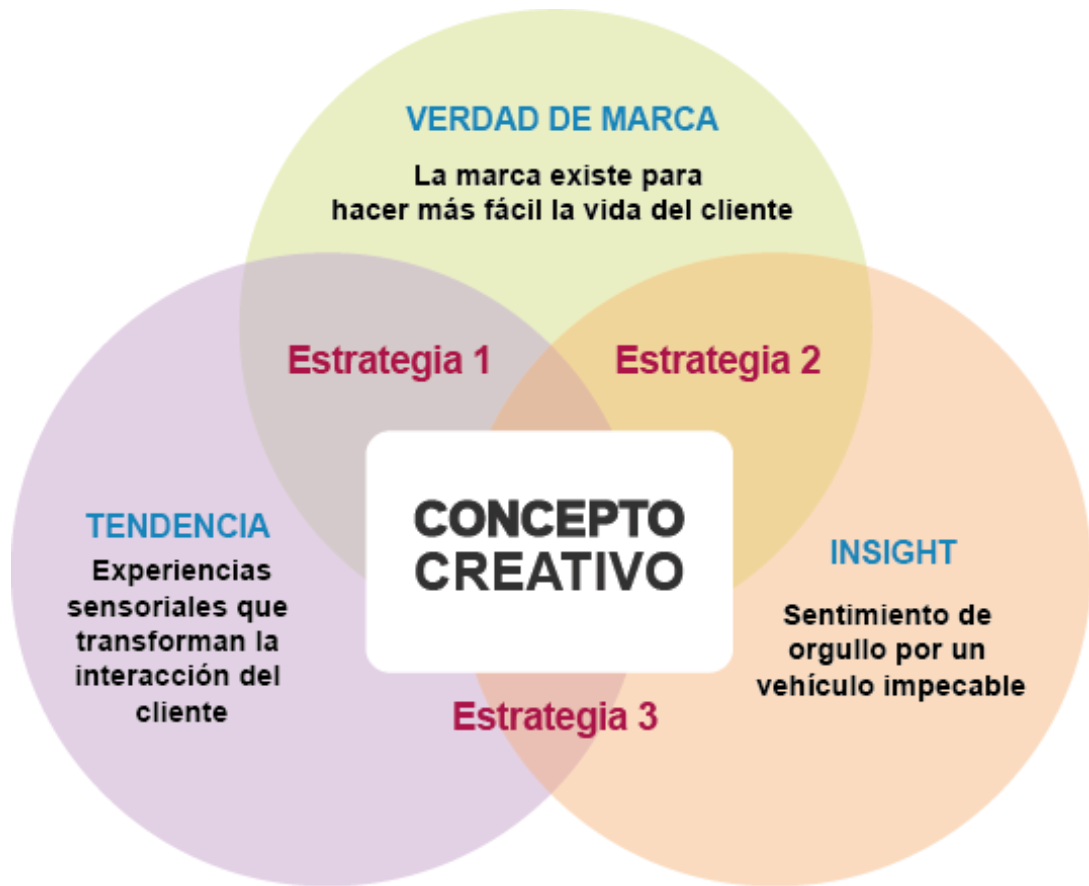 VERDAD DE MARCA
La marca existe para
hacer más fácil la vida del cliente
Estrategia 1
Estrategia 2
CONCEPTO
CREATIVO
TENDENCIA
Experiencias
sensoriales que
transforman la
interacción del
cliente
INSIGHT
Sentimiento de
orgullo por un
vehículo impecable
Estrategia 3